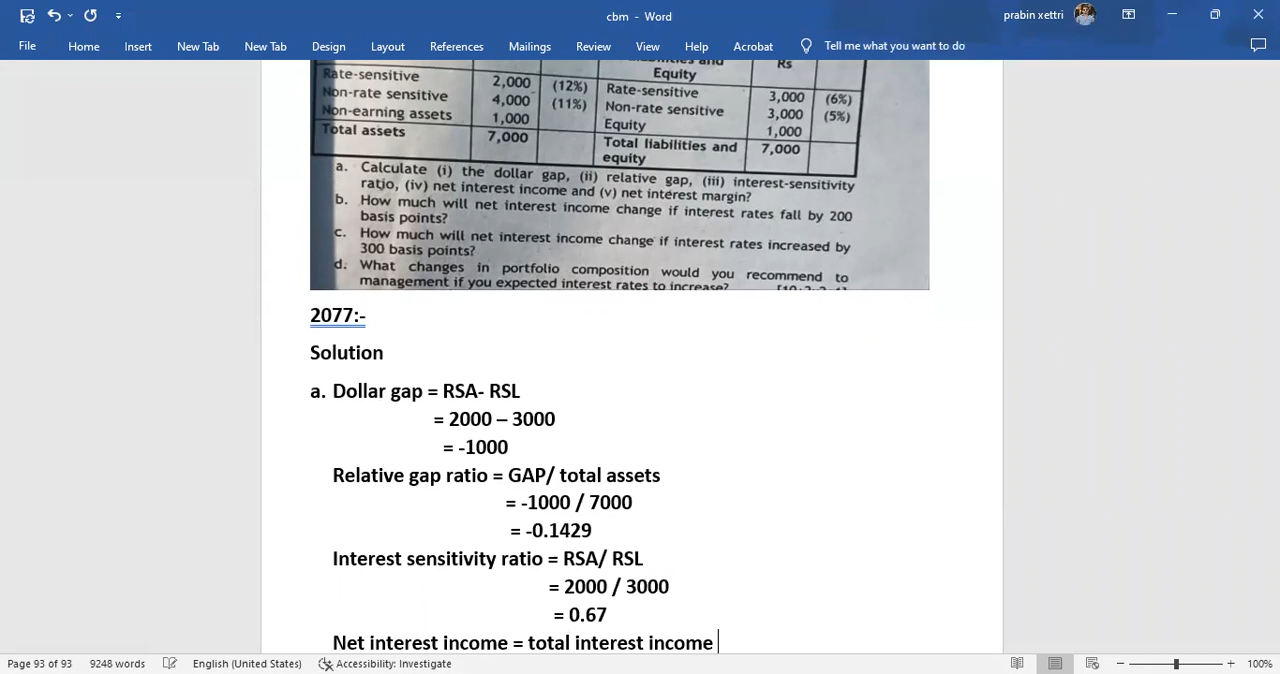 cbm - Word
prabin xettri
File Home Insert New Tab New Tab Design Layout References Mailings Review View Help Acrobat Tell me what you want to do
Liabilities and Equity Rs
Rate-sensitive 2,000 (12%) Rate-sensitive 3,000 (6%)
Non-rate sensitive 4,000 (11%) Non-rate sensitive 3,000 (5%)
Non-earning assets 1,000 Equity 1,000
Total assets 7,000 Total liabilities and equity 7,000
a. Calculate (i) the dollar gap, (ii) relative gap, (iii) interest-sensitivity
ratio, (iv) net interest income and (v) net interest margin?
b. How much will net interest income change if interest rates fall by 200
basis points?
c. How much will net interest income change if interest rates increased by
300 basis points?
d. What changes in portfolio composition would you recommend to
management if you expected interest rates to increase?
2077:-
Solution
a. Dollar gap = RSA- RSL
= 2000 – 3000
= -1000
Relative gap ratio = GAP/ total assets
= -1000 / 7000
= -0.1429
Interest sensitivity ratio = RSA/ RSL
= 2000 / 3000
= 0.67
Net interest income = total interest income
Page 93 of 93 9248 words English (United States) Accessibility: Investigate 100%